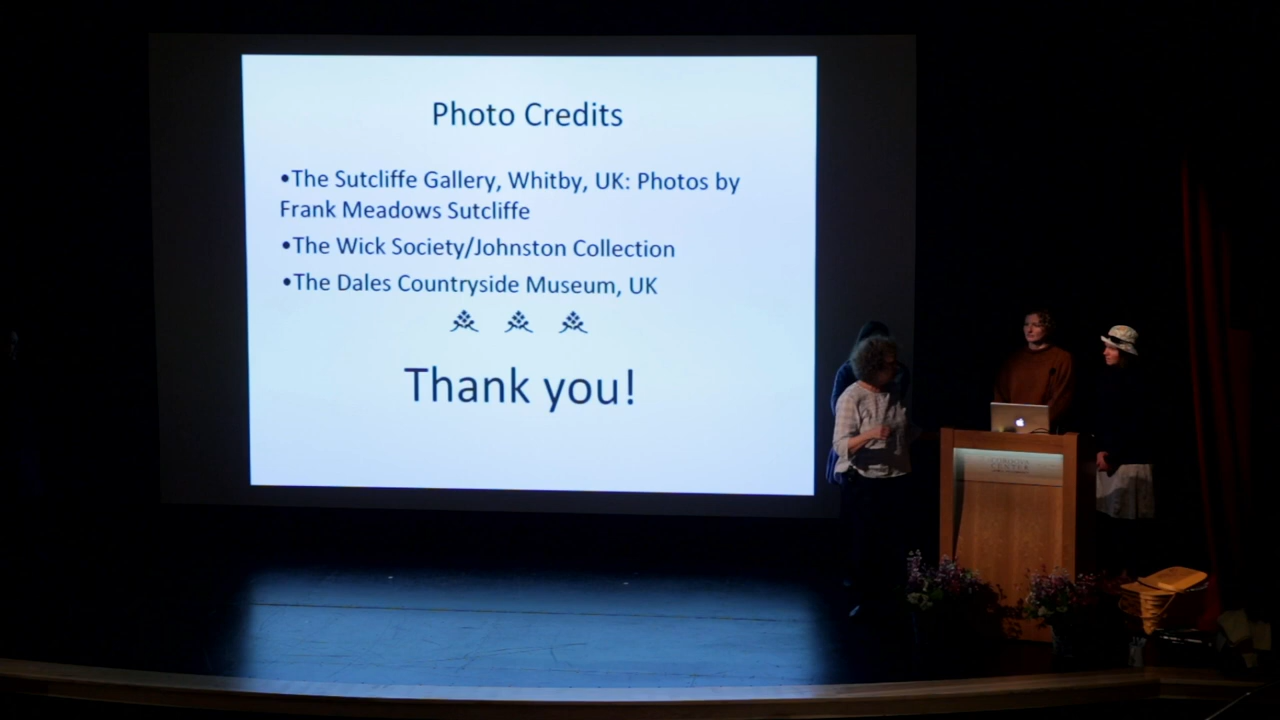 Photo Credits
•The Sutcliffe Gallery, Whitby, UK: Photos by
Frank Meadows Sutcliffe
•The Wick Society/Johnston Collection
•The Dales Countryside Museum, UK
Thank you!
CENTER